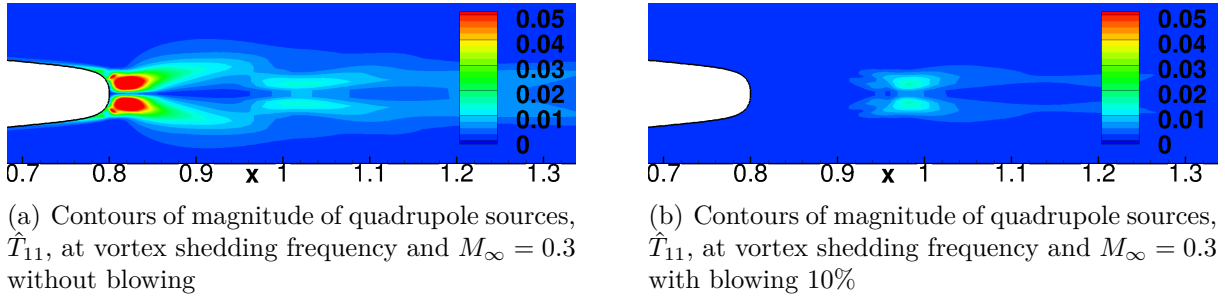 0.05
0.04
0.03
0.02
0.01
0
0.7 0.8 0.9 x 1 1.1 1.2 1.3
(a) Contours of magnitude of quadrupole sources,
T̂₁₁, at vortex shedding frequency and M∞ = 0.3
without blowing
0.05
0.04
0.03
0.02
0.01
0
0.7 0.8 0.9 x 1 1.1 1.2 1.3
(b) Contours of magnitude of quadrupole sources,
T̂₁₁, at vortex shedding frequency and M∞ = 0.3
with blowing 10%